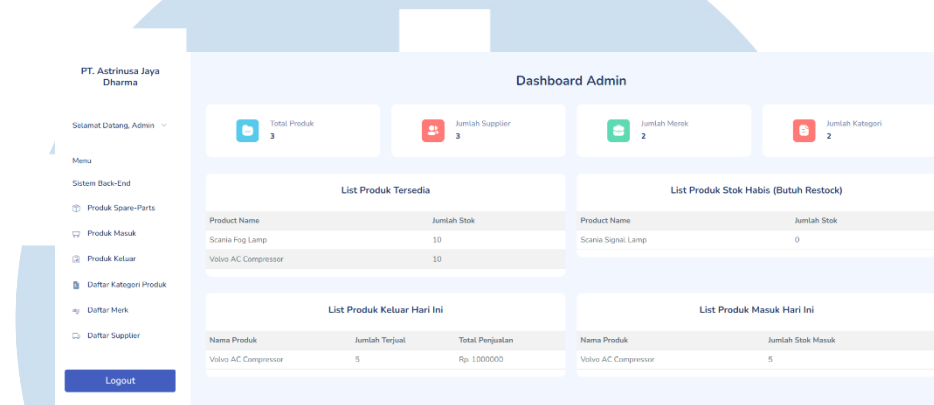 PT. Astrinusa Jaya
Dharma
Selamat Datang, Admin
Menu
Sistem Back-End
Produk Spare-Parts
Produk Masuk
Produk Keluar
Daftar Kategori Produk
Daftar Merk
Daftar Supplier
Logout
Dashboard Admin
Total Produk
3
Jumlah Supplier
3
Jumlah Merek
2
Jumlah Kategori
2
List Produk Tersedia
Product Name Jumlah Stok
Scania Fog Lamp 10
Volvo AC Compressor 10
List Produk Stok Habis (Butuh Restock)
Product Name Jumlah Stok
Scania Signal Lamp 0
List Produk Keluar Hari Ini
Nama Produk Jumlah Terjual Total Penjualan
Volvo AC Compressor 5 Rp. 1000000
List Produk Masuk Hari Ini
Nama Produk Jumlah Stok Masuk
Volvo AC Compressor 5